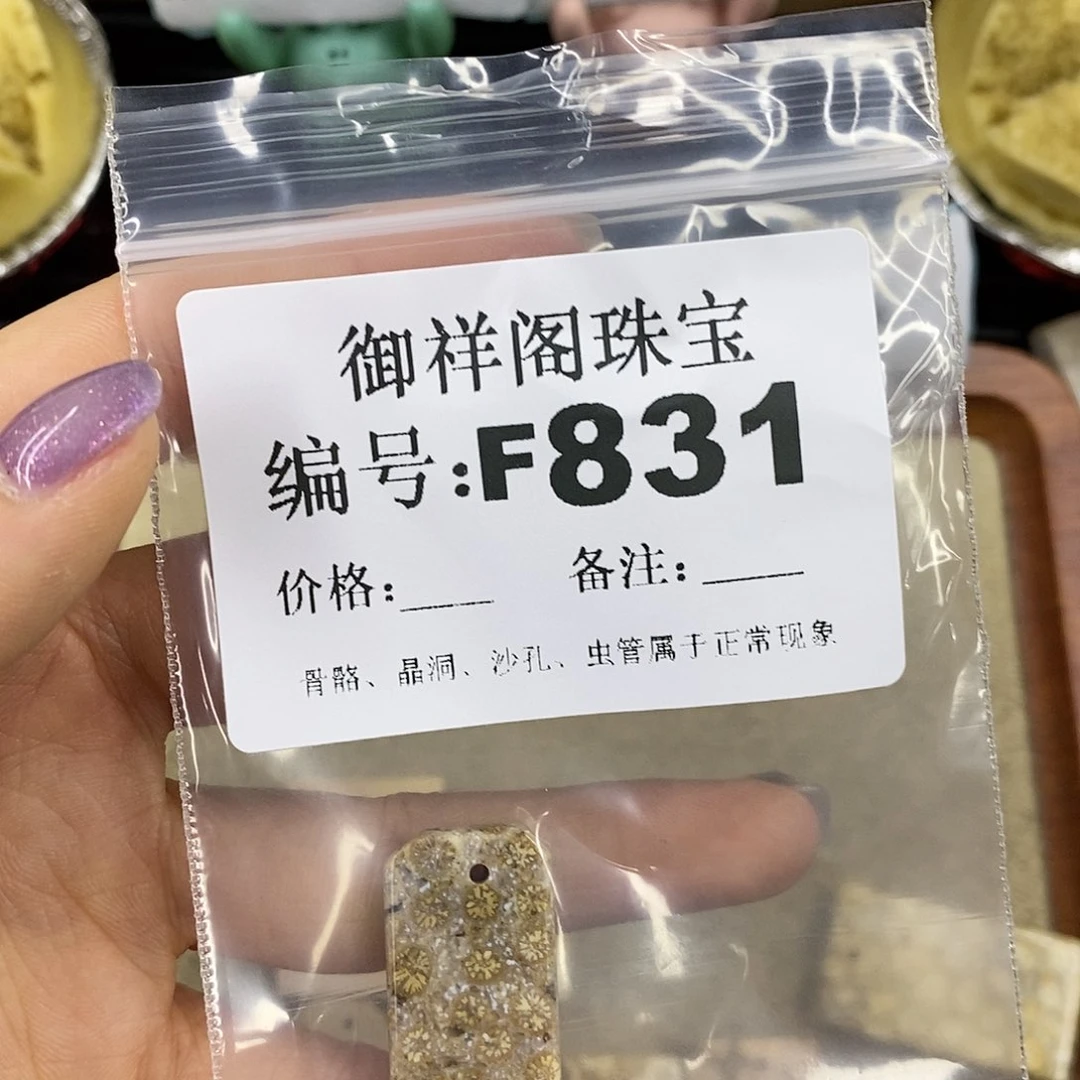 御祥阁珠宝
编号:F831
价格:____ 备注:____
骨骼、晶洞、沙孔、虫管属于正常现象